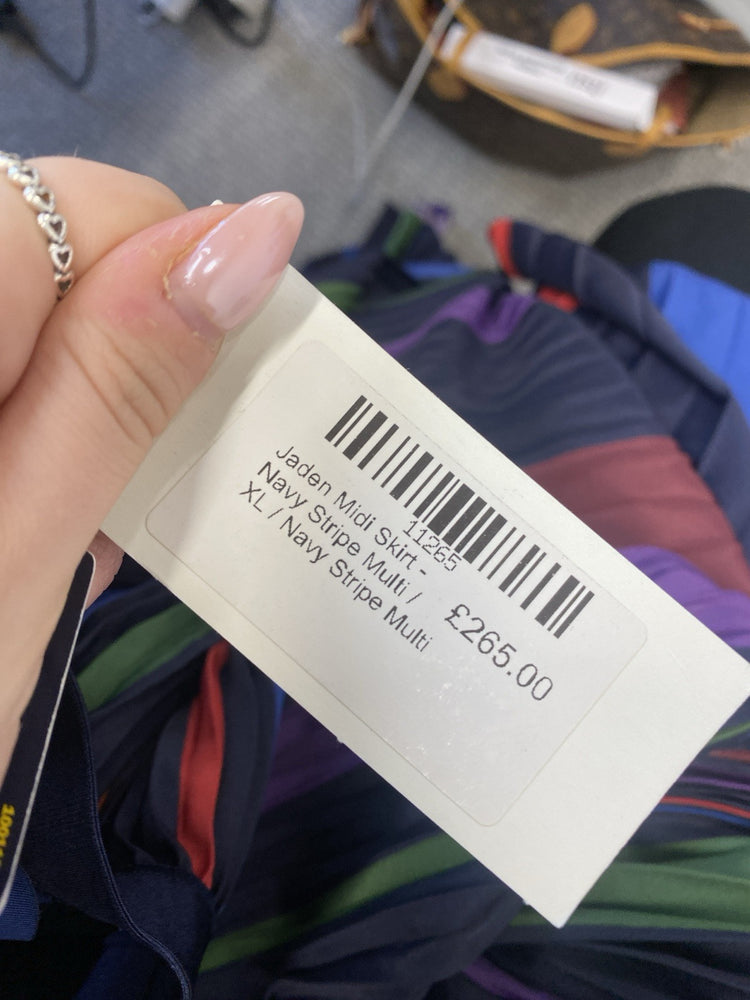 11265
Jaden Midi Skirt -
Navy Stripe Multi /
XL / Navy Stripe Multi
£265.00